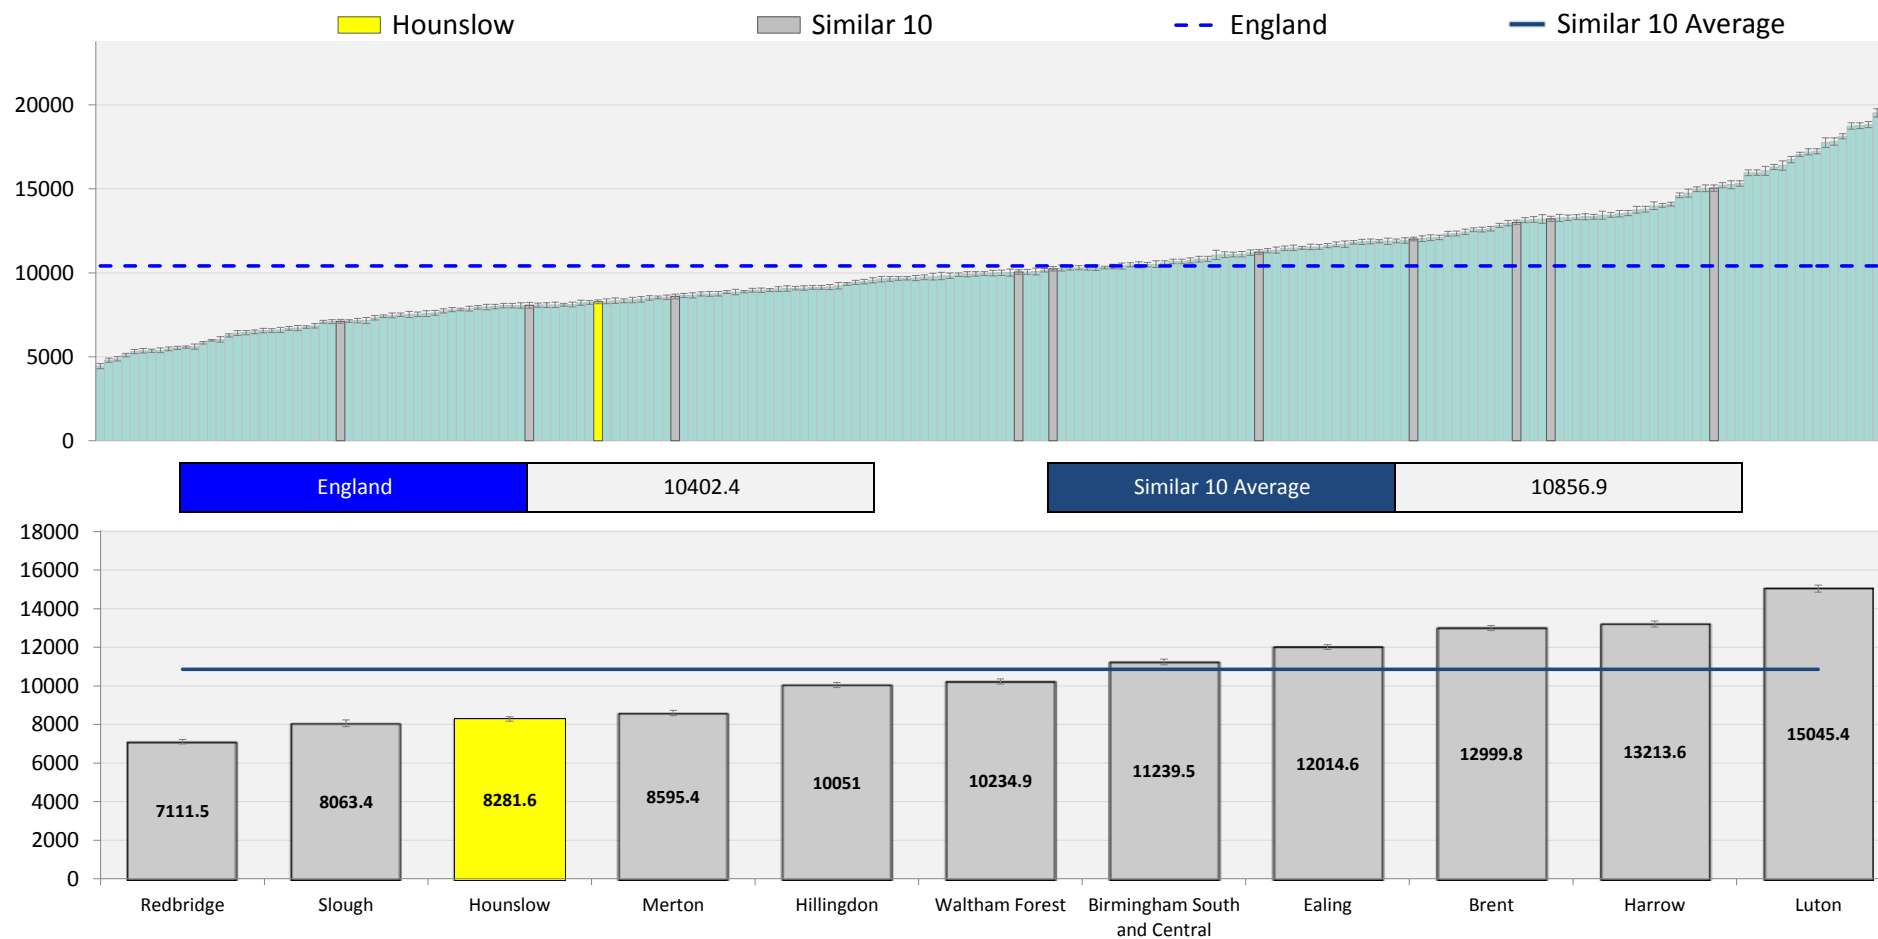 Hounslow
Similar 10
England
Similar 10 Average
20000
15000
10000
5000
0
England
10402.4
Similar 10 Average
10856.9
18000
16000
14000
12000
10000
8000
6000
4000
2000
0
7111.5
8063.4
8281.6
8595.4
10051
10234.9
11239.5
12014.6
12999.8
13213.6
15045.4
Redbridge
Slough
Hounslow
Merton
Hillingdon
Waltham Forest
Birmingham South
and Central
Ealing
Brent
Harrow
Luton